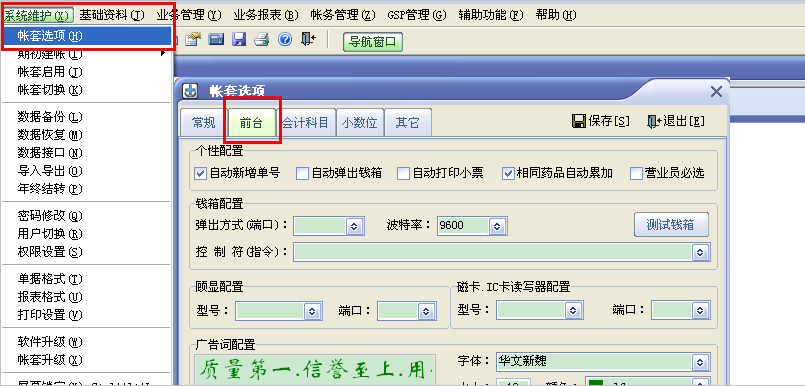 系统维护(X) 基础资料(J) 业务管理(Y) 业务报表(B) 帐务管理(Z) GSP管理(G) 辅助功能(F) 帮助(H)
帐套选项(H)
期初建帐(I)
帐套启用(J)
帐套切换(K)
数据备份(L)
数据恢复(M)
数据接口(N)
导入导出(O)
年终结转(P)
密码修改(Q)
用户切换(R)
权限设置(S)
单据格式(T)
报表格式(U)
打印设置(V)
软件升级(W)
帐套升级(X)
导航窗口
帐套选项
常规 前台 会计科目 小数位 其它
保存[S] 退出[E]
个性配置
自动新增单号 自动弹出钱箱 自动打印小票 相同药品自动累加 营业员必选
钱箱配置
弹出方式(端口): 波特率: 9600 测试钱箱
控 制 符(指令):
顾显配置
型号: 端口:
磁卡.IC卡读写器配置
型号: 端口:
广告词配置
质量第一.信誉至上.用
字体: 华文新魏